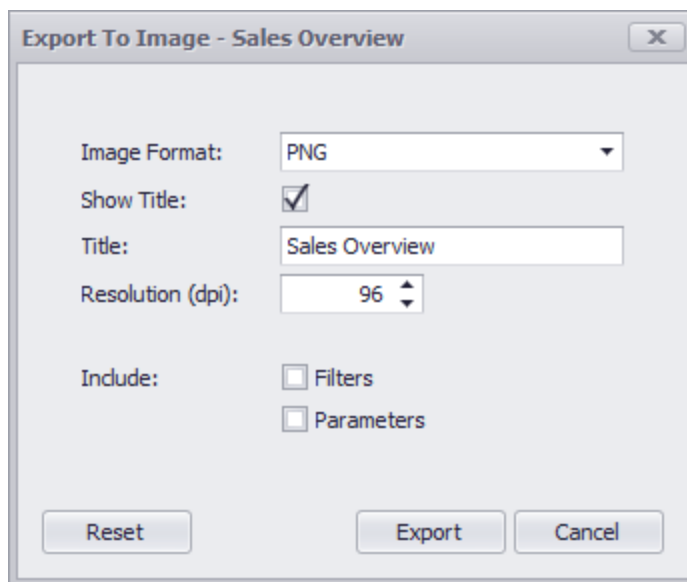 Export To Image - Sales Overview
Image Format: PNG
Show Title:
Title: Sales Overview
Resolution (dpi): 96
Include: Filters
Parameters
Reset Export Cancel